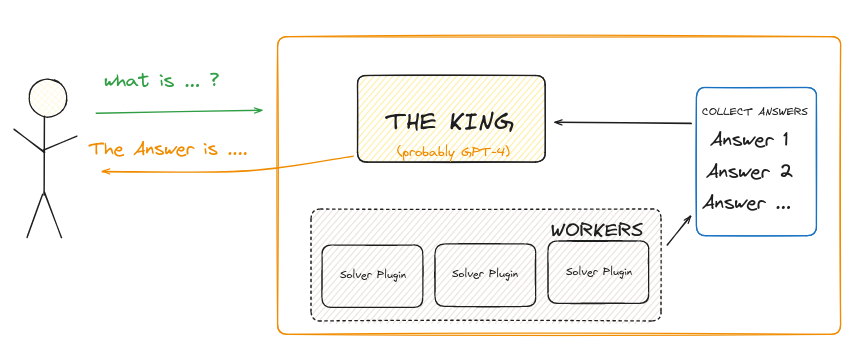 what is ... ?
The Answer is ....
THE KING
(probably GPT-4)
COLLECT ANSWERS
Answer 1
Answer 2
Answer ...
WORKERS
Solver Plugin
Solver Plugin
Solver Plugin